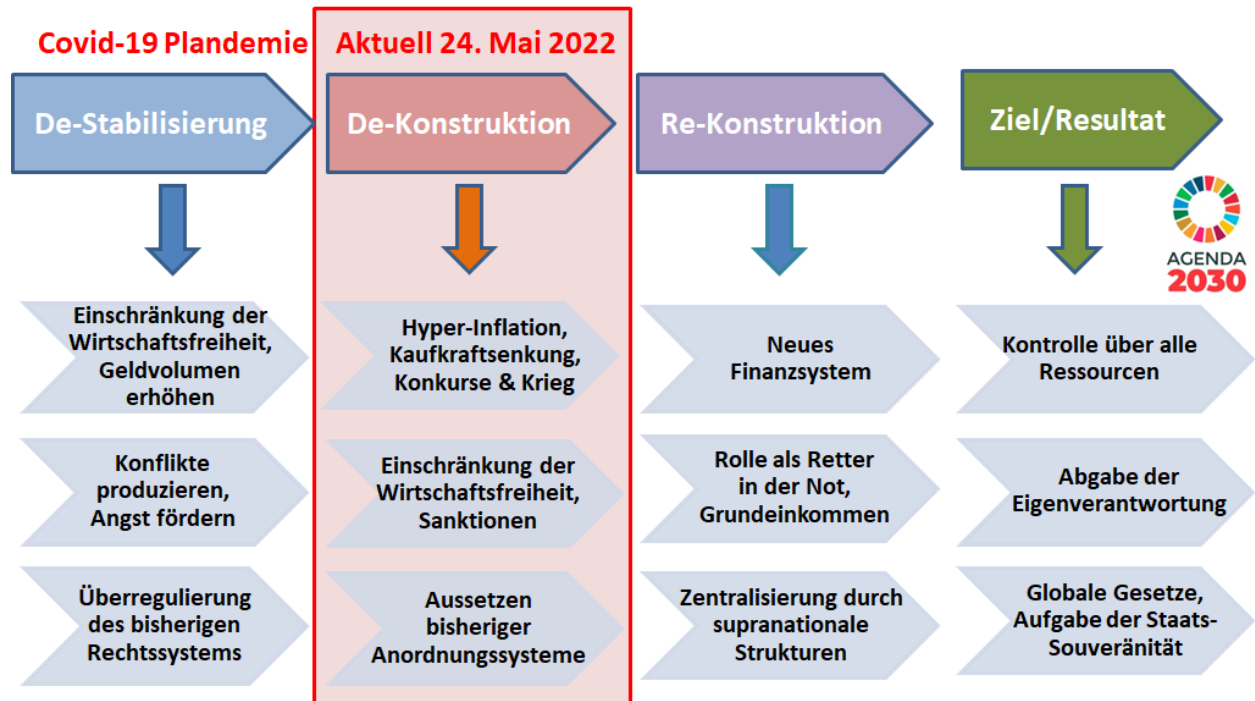 Covid-19 Plandemie
Aktuell 24. Mai 2022
De-Stabilisierung
De-Konstruktion
Re-Konstruktion
Ziel/Resultat
AGENDA
2030
Einschränkung der
Wirtschaftsfreiheit,
Geldvolumen
erhöhen
Hyper-Inflation,
Kaufkraftsenkung,
Konkurse & Krieg
Neues
Finanzsystem
Kontrolle über alle
Ressourcen
Konflikte
produzieren,
Angst fördern
Einschränkung der
Wirtschaftsfreiheit,
Sanktionen
Rolle als Retter
in der Not,
Grundeinkommen
Abgabe der
Eigenverantwortung
Überregulierung
des bisherigen
Rechtssystems
Aussetzen
bisheriger
Anordnungssysteme
Zentralisierung durch
supranationale
Strukturen
Globale Gesetze,
Aufgabe der Staats-
Souveränität